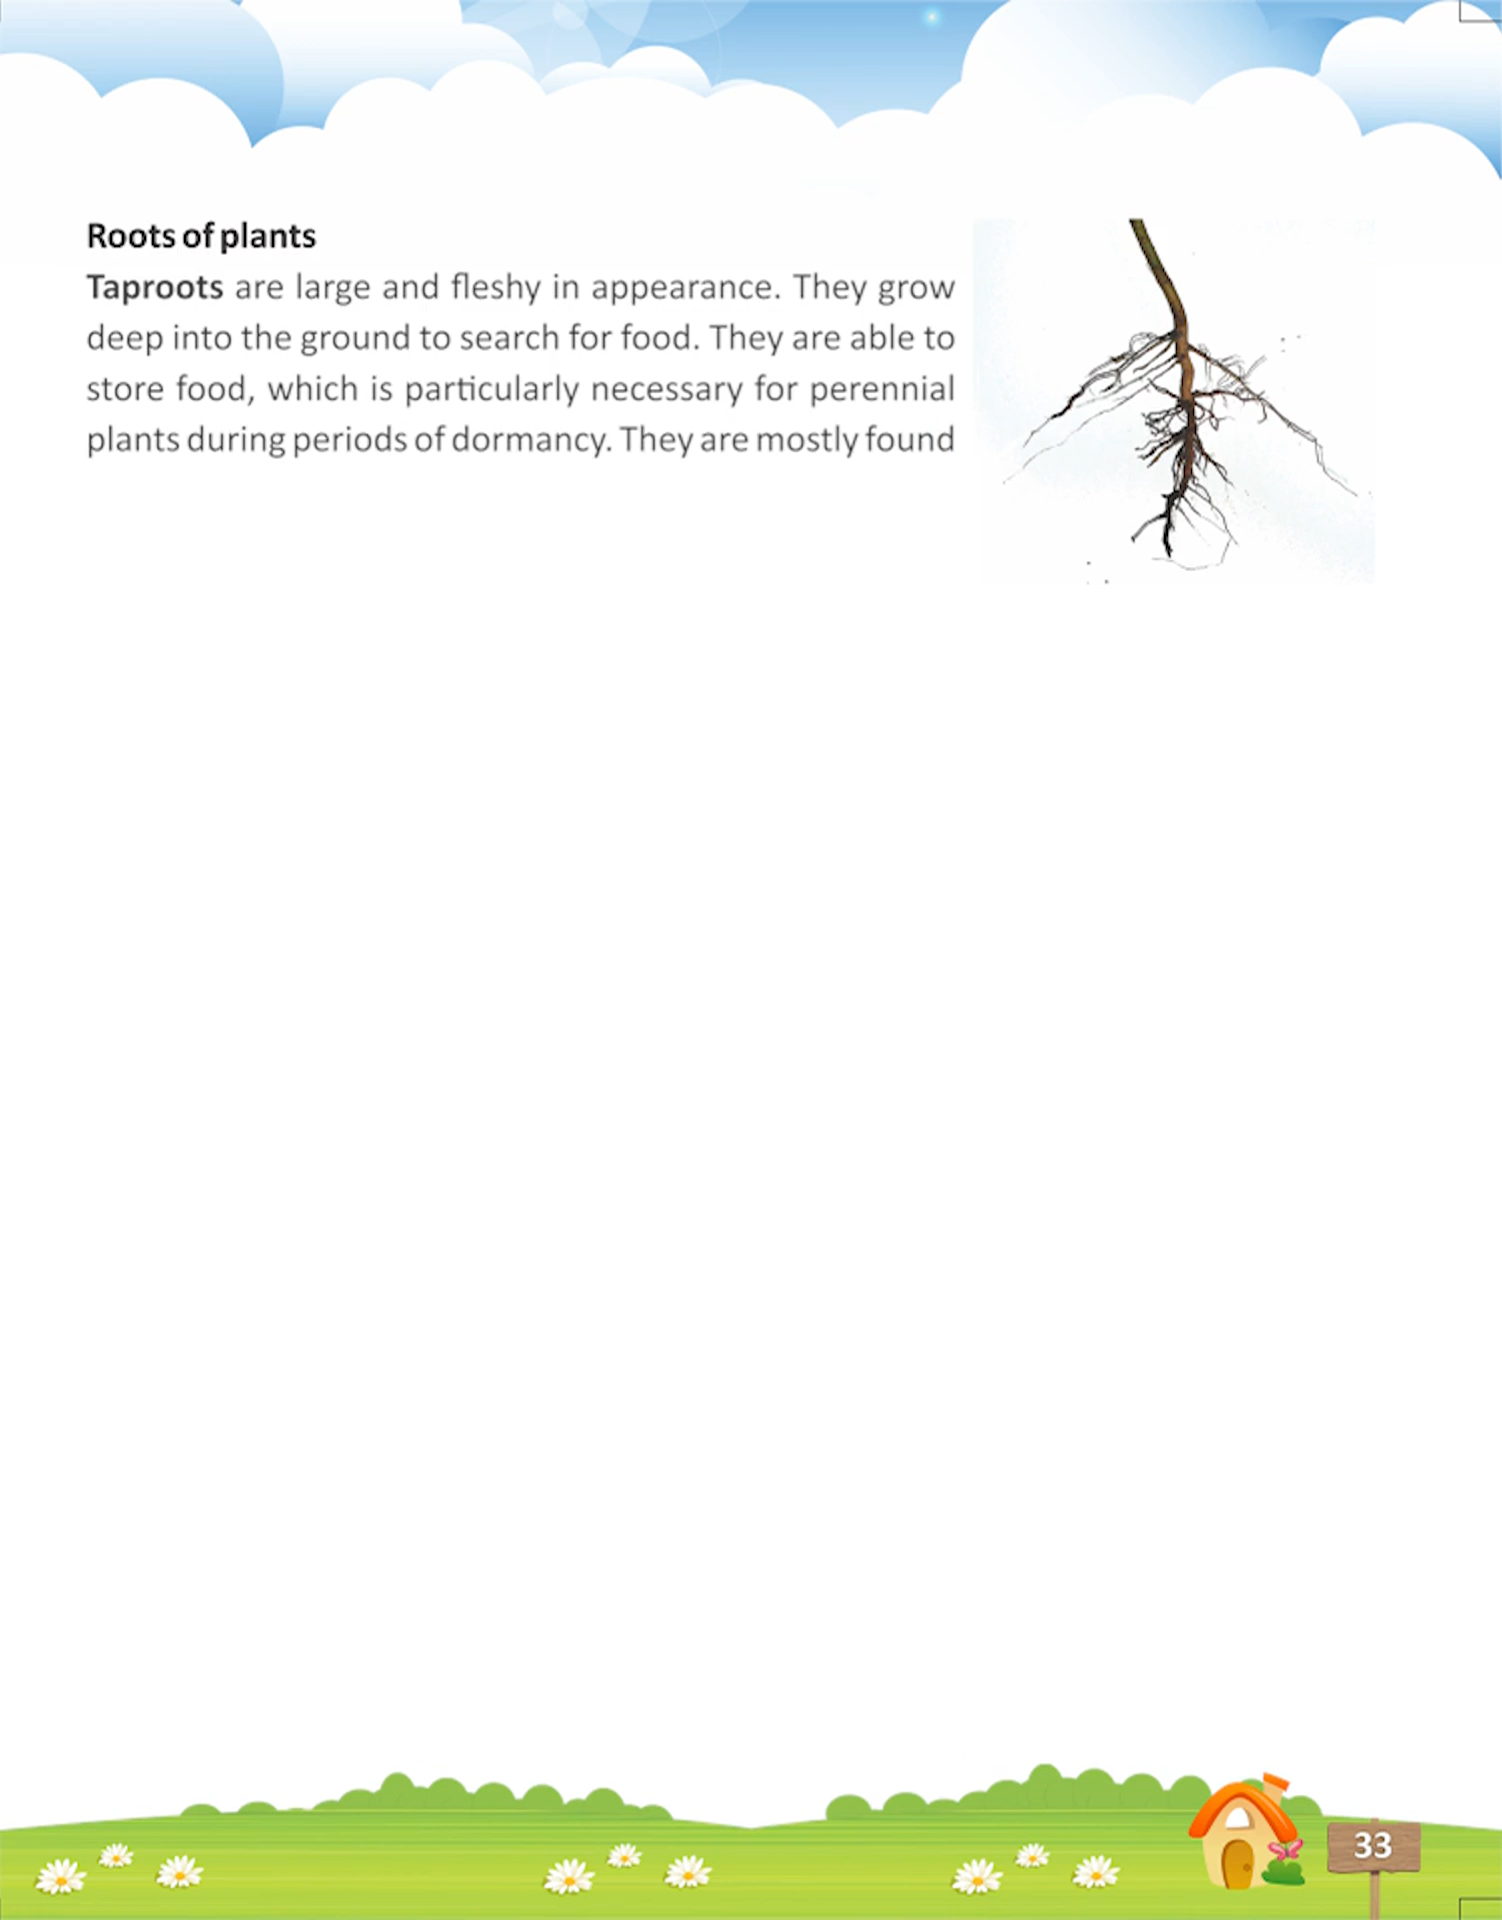 Roots of plants
Taproots are large and fleshy in appearance. They grow
deep into the ground to search for food. They are able to
store food, which is particularly necessary for perennial
plants during periods of dormancy. They are mostly found
33